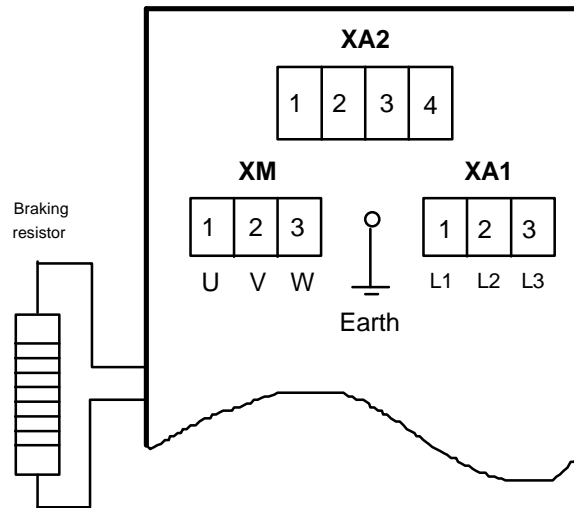 XA2
1 2 3 4
XM XA1
Braking
resistor
1 2 3 1 2 3
U V W L1 L2 L3
Earth